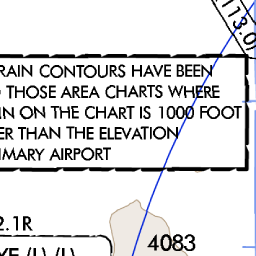 113.0
RAIN CONTOURS HAVE BEEN
THOSE AREA CHARTS WHERE
IN ON THE CHART IS 1000 FOOT
ER THAN THE ELEVATION
IMARY AIRPORT
2.1R
4083